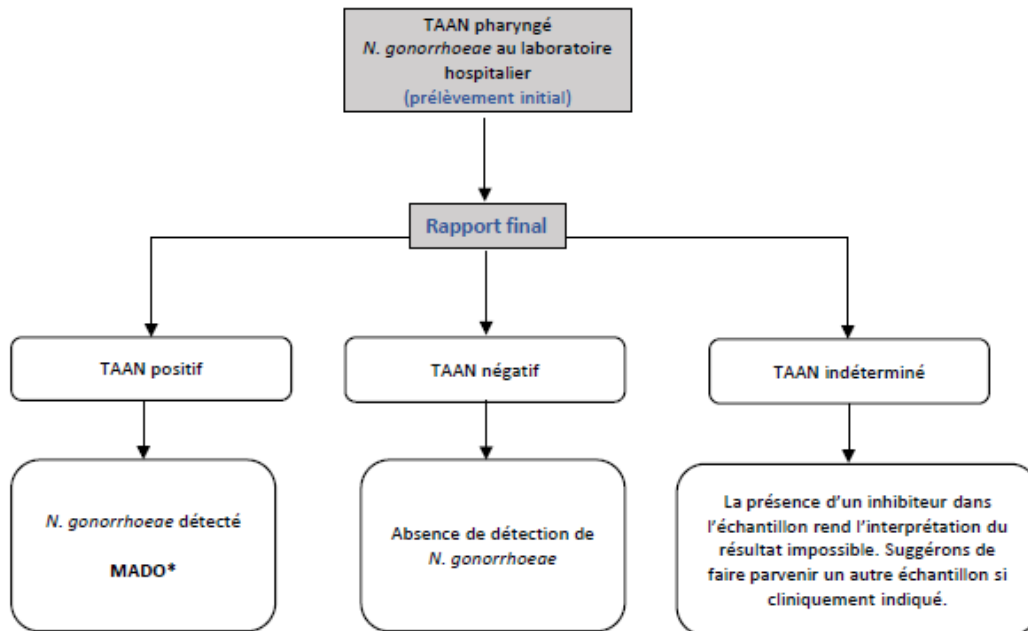 TAAN pharyngé
N. gonorrhoeae au laboratoire
hospitalier
(prélèvement initial)
Rapport final
TAAN positif
TAAN négatif
TAAN indéterminé
N. gonorrhoeae détecté
MADO*
Absence de détection de
N. gonorrhoeae
La présence d'un inhibiteur dans
l'échantillon rend l'interprétation du
résultat impossible. Suggérons de
faire parvenir un autre échantillon si
cliniquement indiqué.